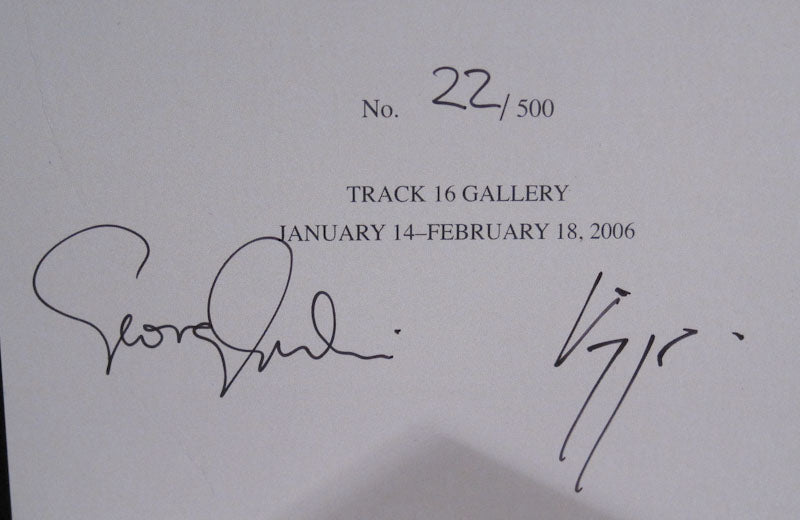 No. 22/500
TRACK 16 GALLERY
JANUARY 14–FEBRUARY 18, 2006